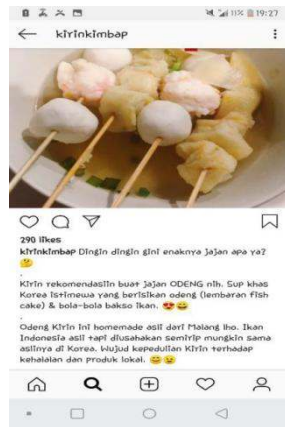 11% 19:27
kirinkimbap
290 likes
kirinkimbap Dingin dingin gini enaknya jajan apa ya?
🤔
.
Kirin rekomendasiin buat jajan ODENG nih. Sup khas
Korea istimewa yang berisikan odeng (lembaran fish
cake) & bola-bola bakso ikan. 😍😄
.
Odeng Kirin ini homemade asli dari Malang lho. Ikan
Indonesia asli tapi diusahakan semirip mungkin sama
aslinya di Korea. Wujud kepedulian Kirin terhadap
kehalalan dan produk lokal. 😊😉